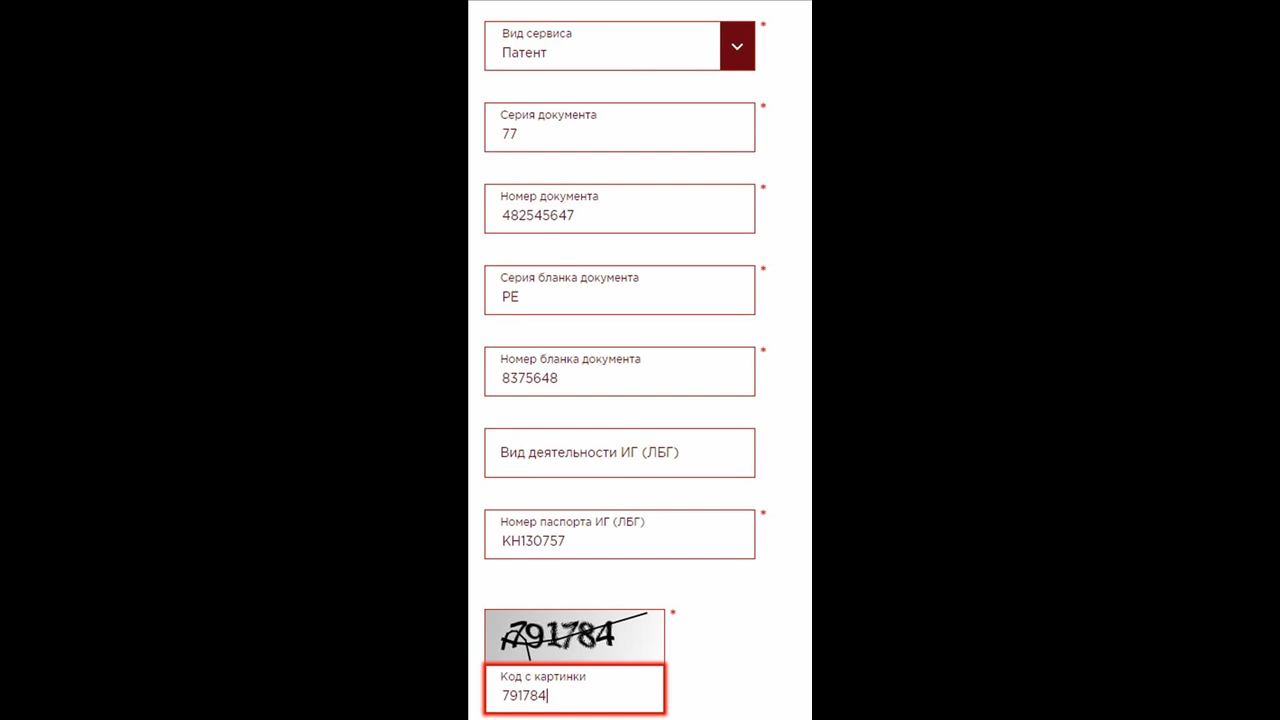 Вид сервиса
*
Патент
Серия документа
*
77
Номер документа
*
482545647
Серия бланка документа
*
РЕ
Номер бланка документа
*
8375648
Вид деятельности ИГ (ЛБГ)
Номер паспорта ИГ (ЛБГ)
*
КН130757
791784
*
Код с картинки
791784